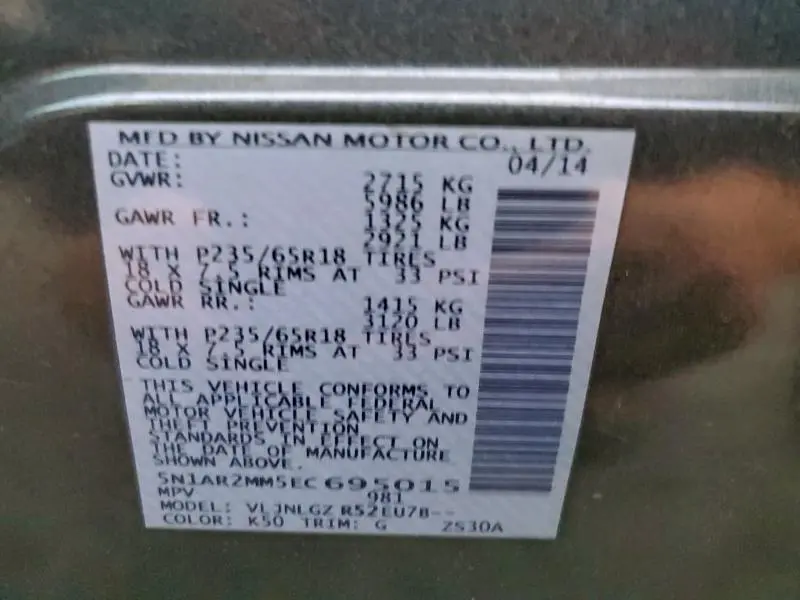 MFD BY NISSAN MOTOR CO., LTD.
DATE: 04/14
GVWR: 2715 KG
5986 LB
GAWR FR.: 1325 KG
2921 LB
WITH P235/65R18 TIRES
18 X 7.5 RIMS AT 33 PSI
COLD SINGLE
GAWR RR.: 1415 KG
3120 LB
WITH P235/65R18 TIRES
18 X 7.5 RIMS AT 33 PSI
COLD SINGLE
THIS VEHICLE CONFORMS TO
ALL APPLICABLE FEDERAL
MOTOR VEHICLE SAFETY AND
THEFT PREVENTION
STANDARDS IN EFFECT ON
THE DATE OF MANUFACTURE
SHOWN ABOVE.
5N1AR2MM5EC695015
MPV 981
MODEL: VLJNLGZ R52EU7B--
COLOR: K50 TRIM: G ZS30A